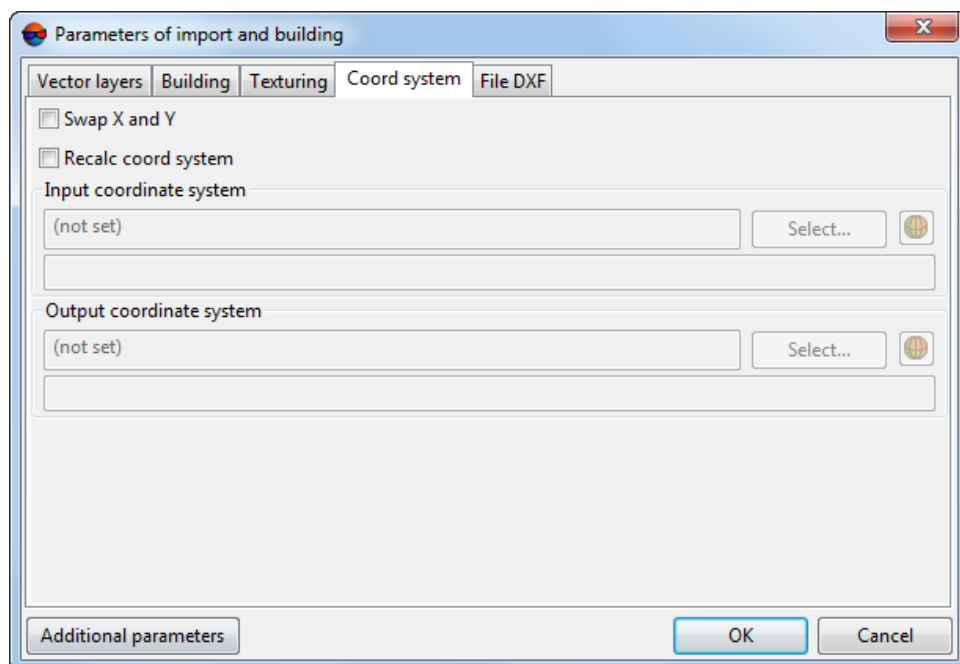 Parameters of import and building
Vector layers Building Texturing Coord system File DXF
Swap X and Y
Recalc coord system
Input coordinate system
(not set) Select...
Output coordinate system
(not set) Select...
Additional parameters OK Cancel